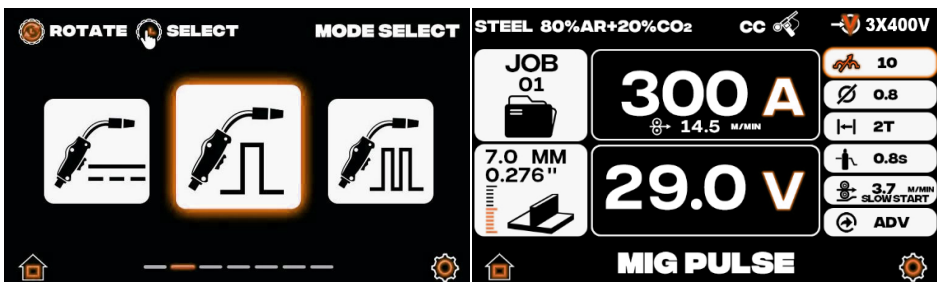 ROTATE SELECT MODE SELECT
STEEL 80%AR+20%CO2 CC 3X400V
JOB
01
300 A
14.5 M/MIN
10
0.8
2T
7.0 MM
0.276"
29.0 V
0.8s
3.7 M/MIN
SLOW START
ADV
MIG PULSE